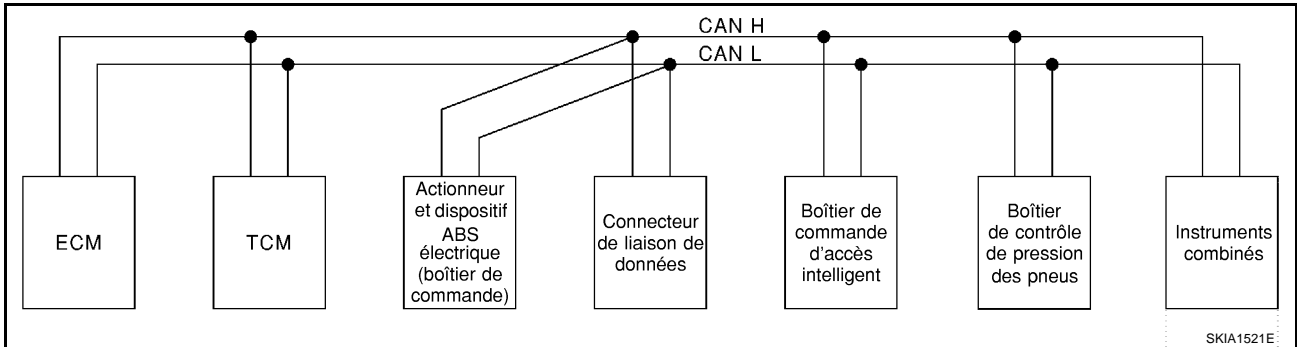 CAN H
CAN L
ECM
TCM
Actionneur
et dispositif
ABS
électrique
(boîtier de
commande)
Connecteur
de liaison de
données
Boîtier de
commande
d'accès
intelligent
Boîtier
de contrôle
de pression
des pneus
Instruments
combinés
SKIA1521E